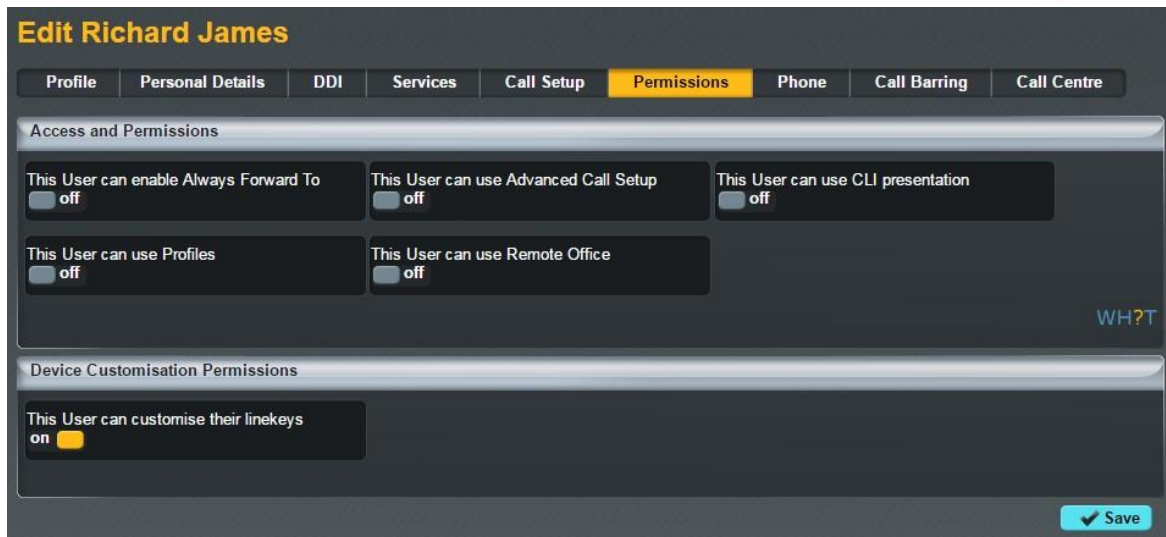 Edit Richard James
Profile Personal Details DDI Services Call Setup Permissions Phone Call Barring Call Centre
Access and Permissions
This User can enable Always Forward To
off
This User can use Advanced Call Setup
off
This User can use CLI presentation
off
This User can use Profiles
off
This User can use Remote Office
off
WH?T
Device Customisation Permissions
This User can customise their linekeys
on
Save